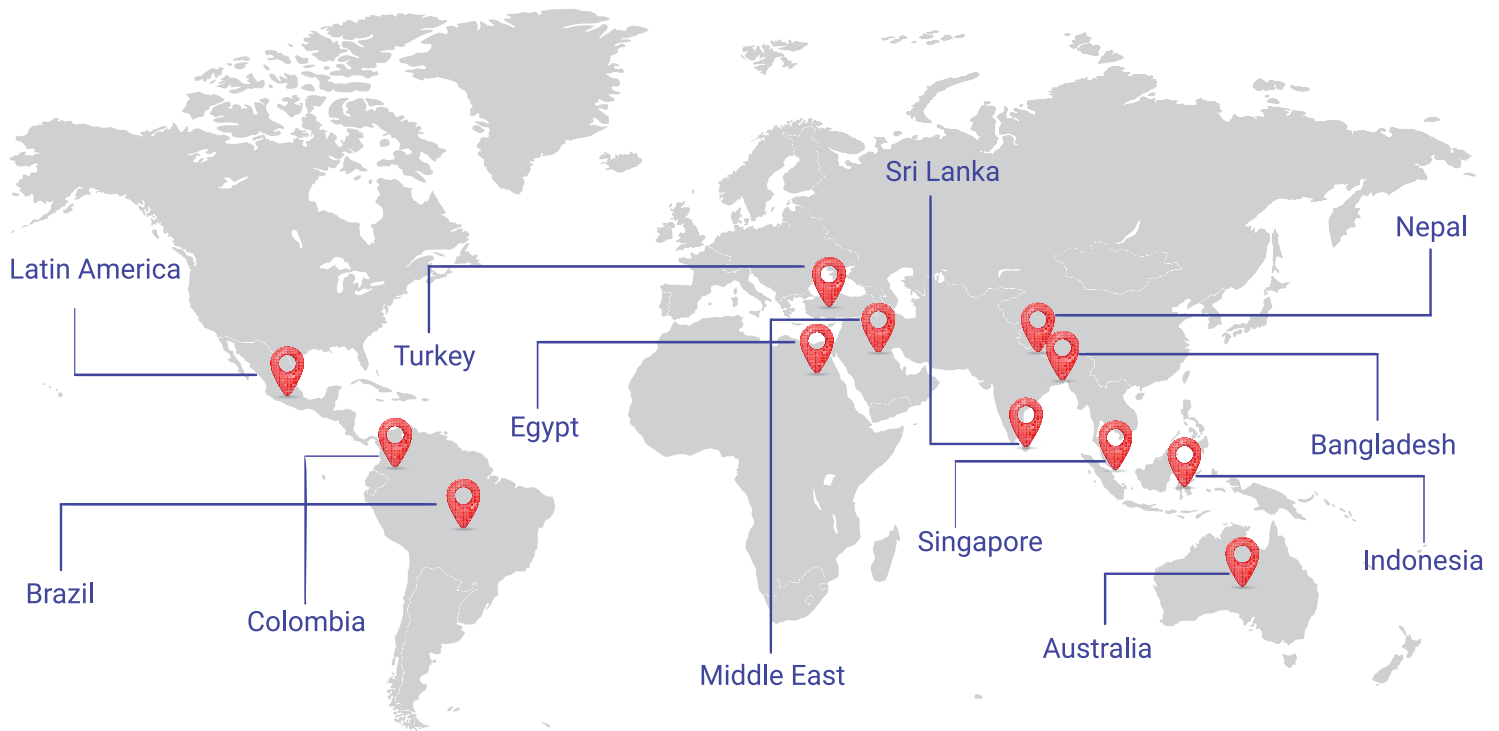 Sri Lanka
Nepal
Latin America
Turkey
Egypt
Bangladesh
Singapore
Indonesia
Brazil
Colombia
Australia
Middle East